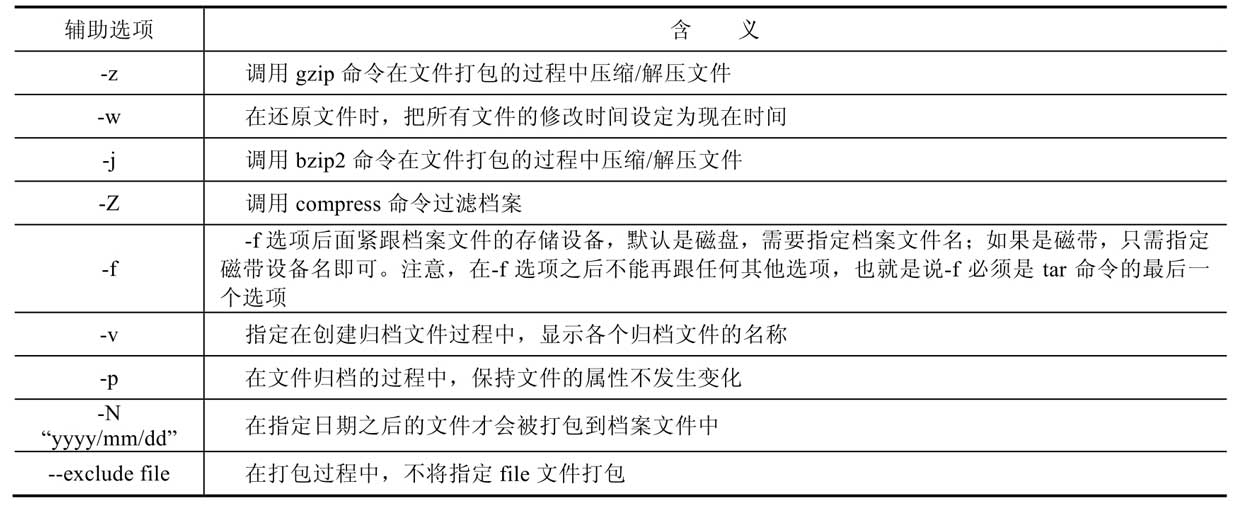 辅助选项 含 义
-z 调用 gzip 命令在文件打包的过程中压缩/解压文件
-w 在还原文件时，把所有文件的修改时间设定为现在时间
-j 调用 bzip2 命令在文件打包的过程中压缩/解压文件
-Z 调用 compress 命令过滤档案
-f选项后面紧跟档案文件的存储设备，默认是磁盘，需要指定档案文件名；如果是磁带，只需指定
-f 磁带设备名即可。注意，在-f 选项之后不能再跟任何其他选项，也就是说-f 必须是 tar 命令的最后一
个选项
-v 指定在创建归档文件过程中，显示各个归档文件的名称
-p 在文件归档的过程中，保持文件的属性不发生变化
-N
“yyyy/mm/dd” 在指定日期之后的文件才会被打包到档案文件中
--exclude file 在打包过程中，不将指定 file 文件打包